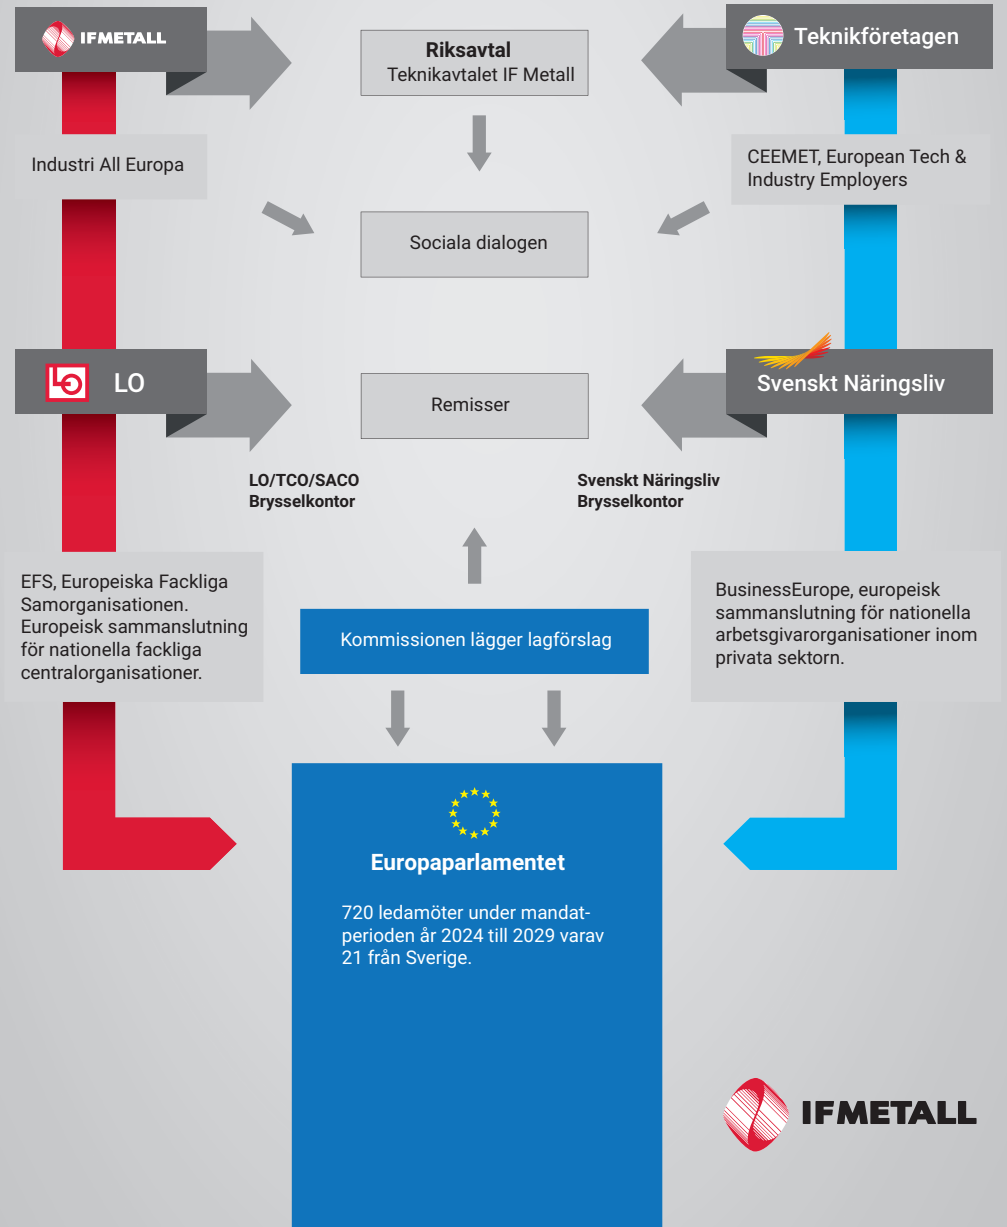 IFMETALL
Riksavtal
Teknikavtalet IF Metall
Teknikföretagen
Industri All Europa
CEEMET, European Tech &
Industry Employers
Sociala dialogen
LO
LO
Remisser
Svenskt Näringsliv
LO/TCO/SACO
Brysselkontor
Svenskt Näringsliv
Brysselkontor
EFS, Europeiska Fackliga
Samorganisationen.
Europeisk sammanslutning
för nationella fackliga
centralorganisationer.
Kommissionen lägger lagförslag
BusinessEurope, europeisk
sammanslutning för nationella
arbetsgivarorganisationer inom
privata sektorn.
Europaparlamentet
720 ledamöter under mandat-
perioden år 2024 till 2029 varav
21 från Sverige.
IFMETALL